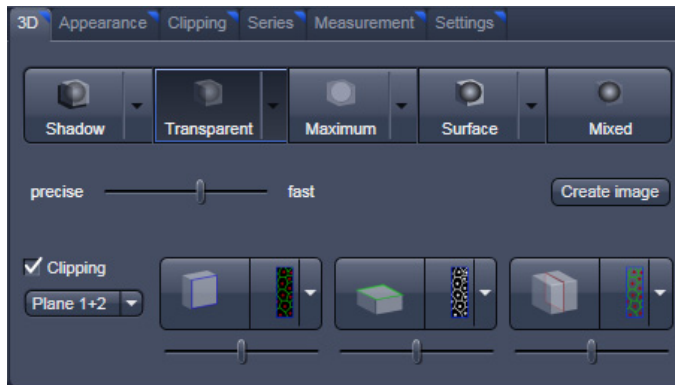 3D Appearance Clipping Series Measurement Settings
Shadow Transparent Maximum Surface Mixed
precise fast Create image
Clipping
Plane 1+2